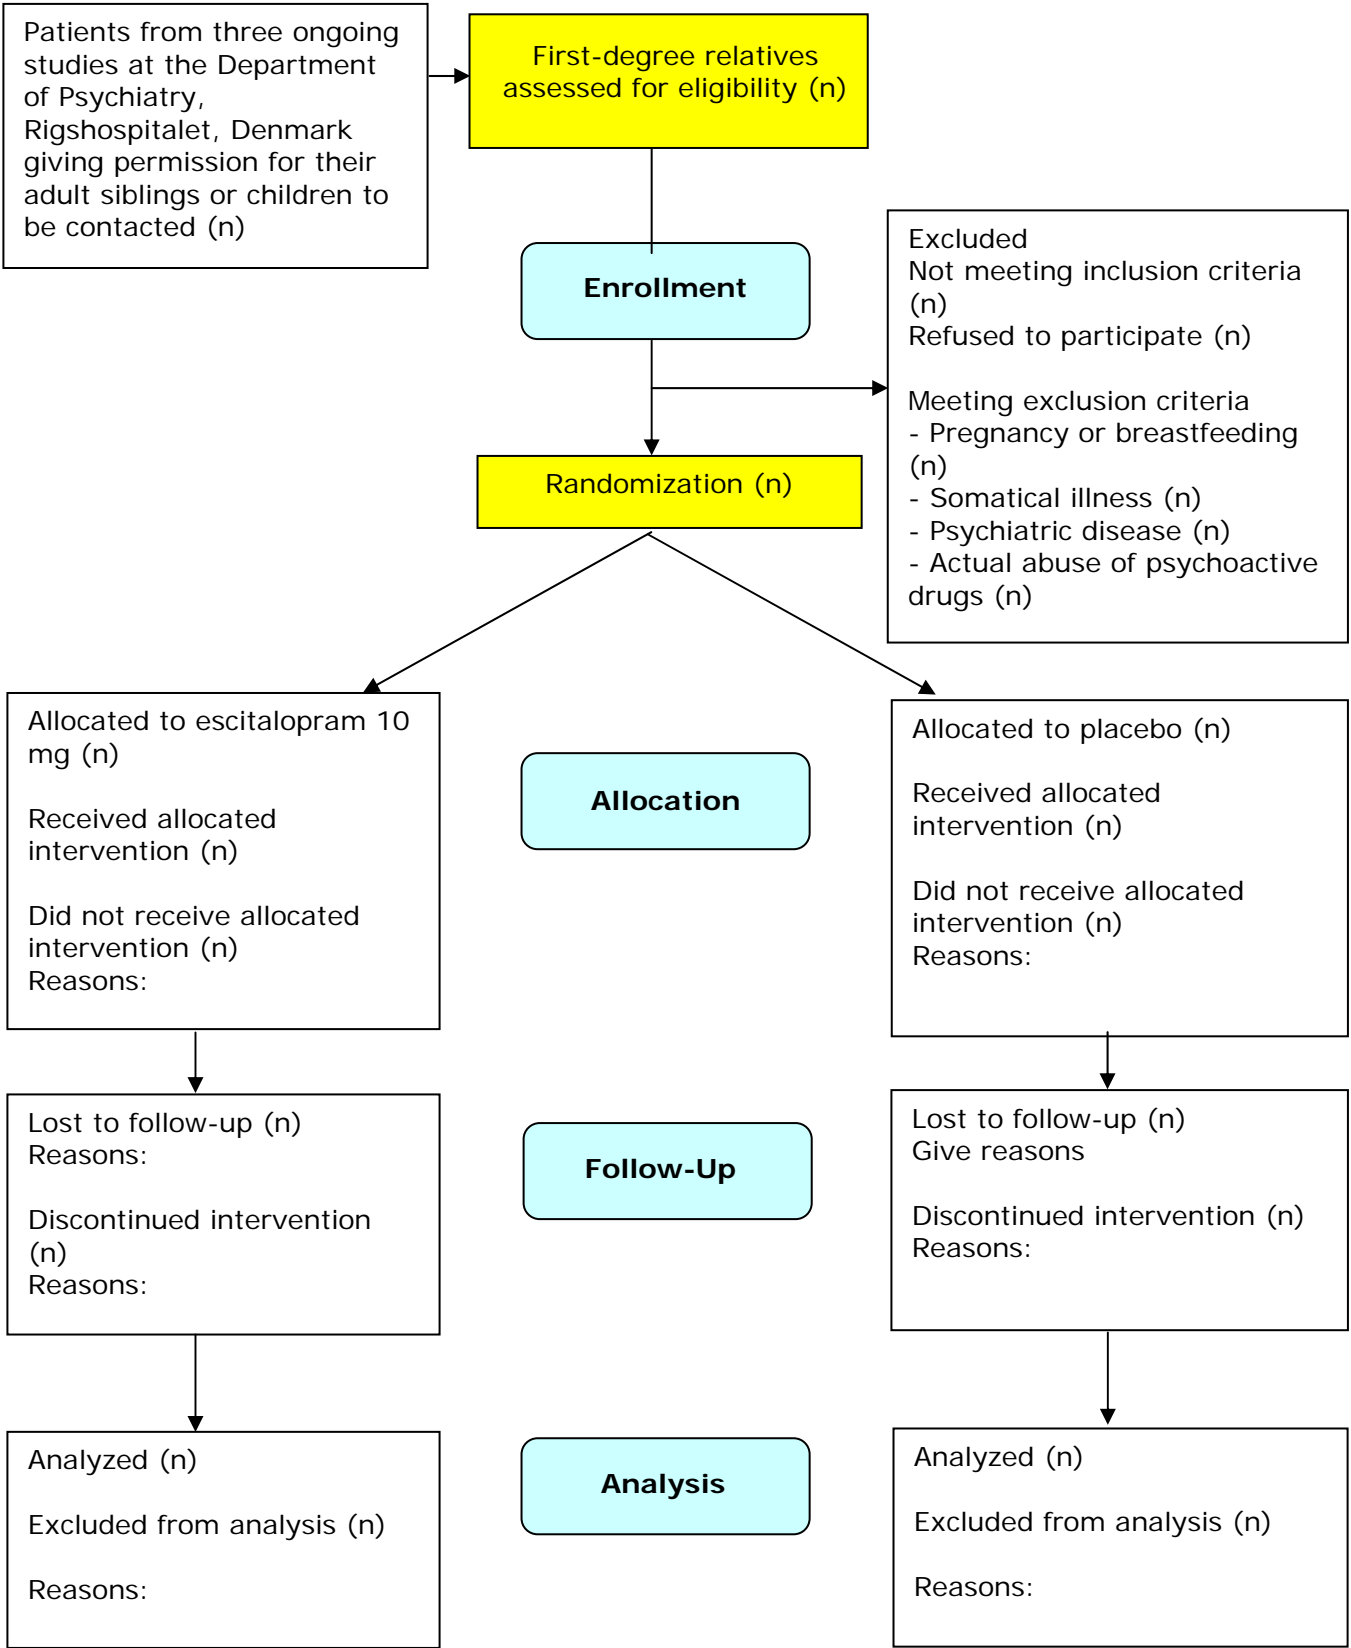 Patients from three ongoing
studies at the Department
of Psychiatry,
Rigshospitalet, Denmark
giving permission for their
adult siblings or children to
be contacted (n)
First-degree relatives
assessed for eligibility (n)
Enrollment
Excluded
Not meeting inclusion criteria
(n)
Refused to participate (n)
Meeting exclusion criteria
- Pregnancy or breastfeeding
(n)
- Somatical illness (n)
- Psychiatric disease (n)
- Actual abuse of psychoactive
drugs (n)
Randomization (n)
Allocated to escitalopram 10
mg (n)
Received allocated
intervention (n)
Did not receive allocated
intervention (n)
Reasons:
Allocation
Allocated to placebo (n)
Received allocated
intervention (n)
Did not receive allocated
intervention (n)
Reasons:
Lost to follow-up (n)
Reasons:
Discontinued intervention
(n)
Reasons:
Follow-Up
Lost to follow-up (n)
Give reasons
Discontinued intervention (n)
Reasons:
Analyzed (n)
Excluded from analysis (n)
Reasons:
Analysis
Analyzed (n)
Excluded from analysis (n)
Reasons: